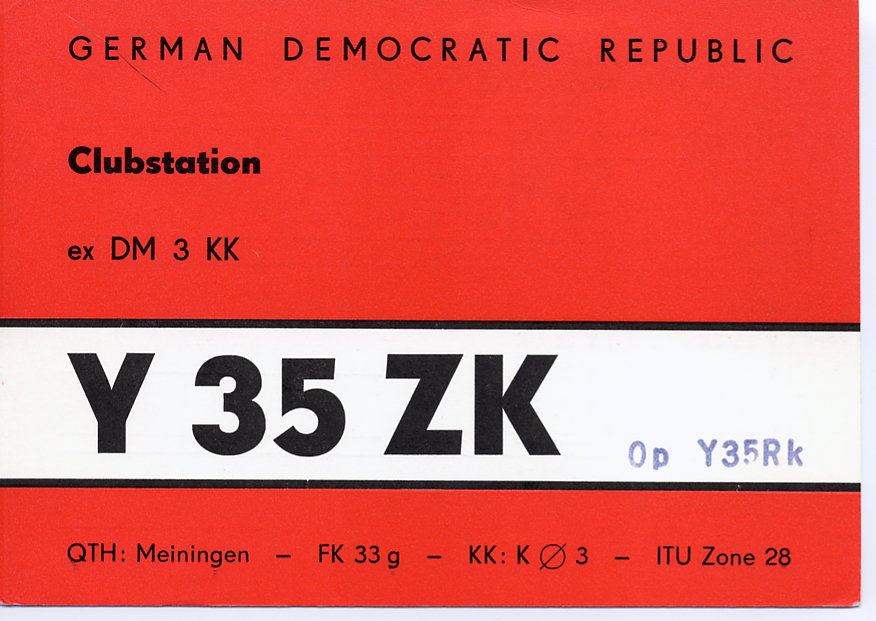 GERMAN DEMOCRATIC REPUBLIC
Clubstation
ex DM 3 KK
Y 35 ZK
Op Y35Rk
QTH: Meiningen – FK 33 g – KK: K Ø 3 – ITU Zone 28